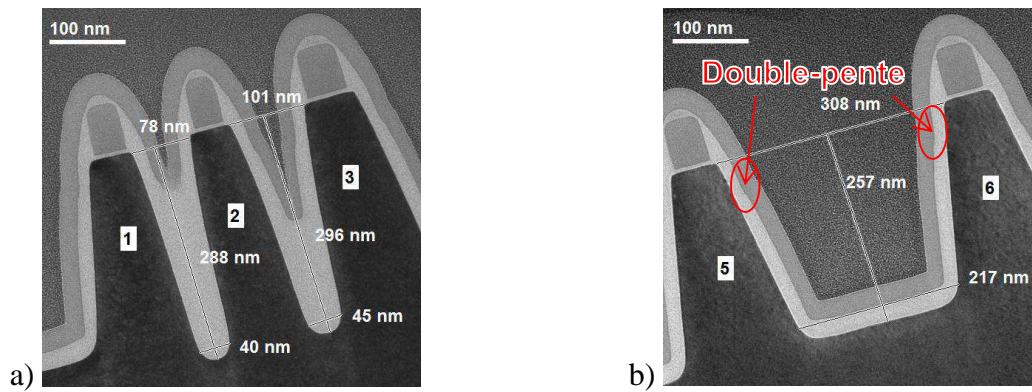 100 nm
101 nm
78 nm
3
2
1
288 nm
296 nm
45 nm
40 nm
a)
100 nm
Double-pente
308 nm
257 nm
6
5
217 nm
b)